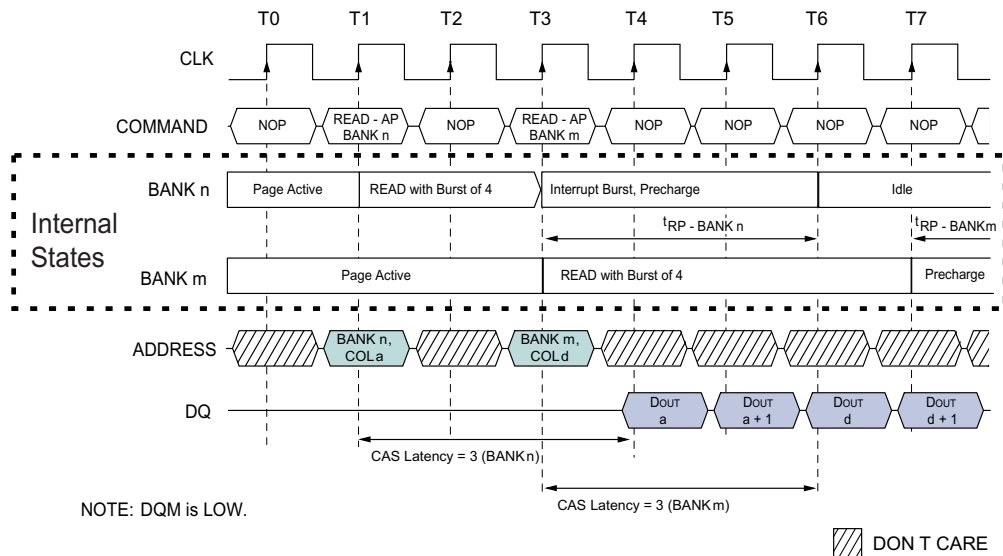 T0 T1 T2 T3 T4 T5 T6 T7
CLK
COMMAND NOP READ - AP BANK n NOP READ - AP BANK m NOP NOP NOP NOP
BANK n Page Active READ with Burst of 4 Interrupt Burst, Precharge Idle
Internal
States
tRP - BANK n tRP - BANK m
BANK m Page Active READ with Burst of 4 Precharge
ADDRESS BANK n, COL a BANK m, COL d
DQ DOUT a DOUT a + 1 DOUT d DOUT d + 1
CAS Latency = 3 (BANK n)
CAS Latency = 3 (BANK m)
NOTE: DQM is LOW.
DON T CARE